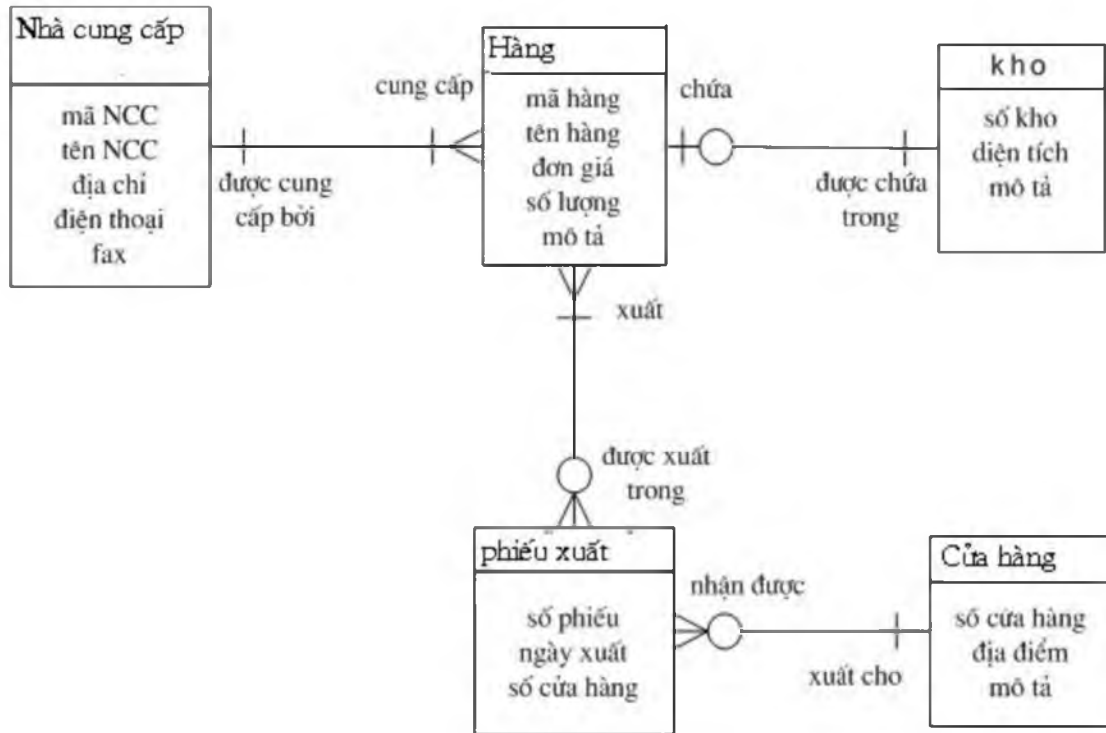 Nhà cung cấp
mã NCC
tên NCC
địa chỉ
điện thoại
fax
được cung
cấp bởi
cung cấp
Hàng
mã hàng
tên hàng
đơn giá
số lượng
mô tả
chứa
được chứa
trong
kho
số kho
diện tích
mô tả
xuất
được xuất
trong
phiếu xuất
số phiếu
ngày xuất
số cửa hàng
nhận được
xuất cho
Cửa hàng
số cửa hàng
địa điểm
mô tả